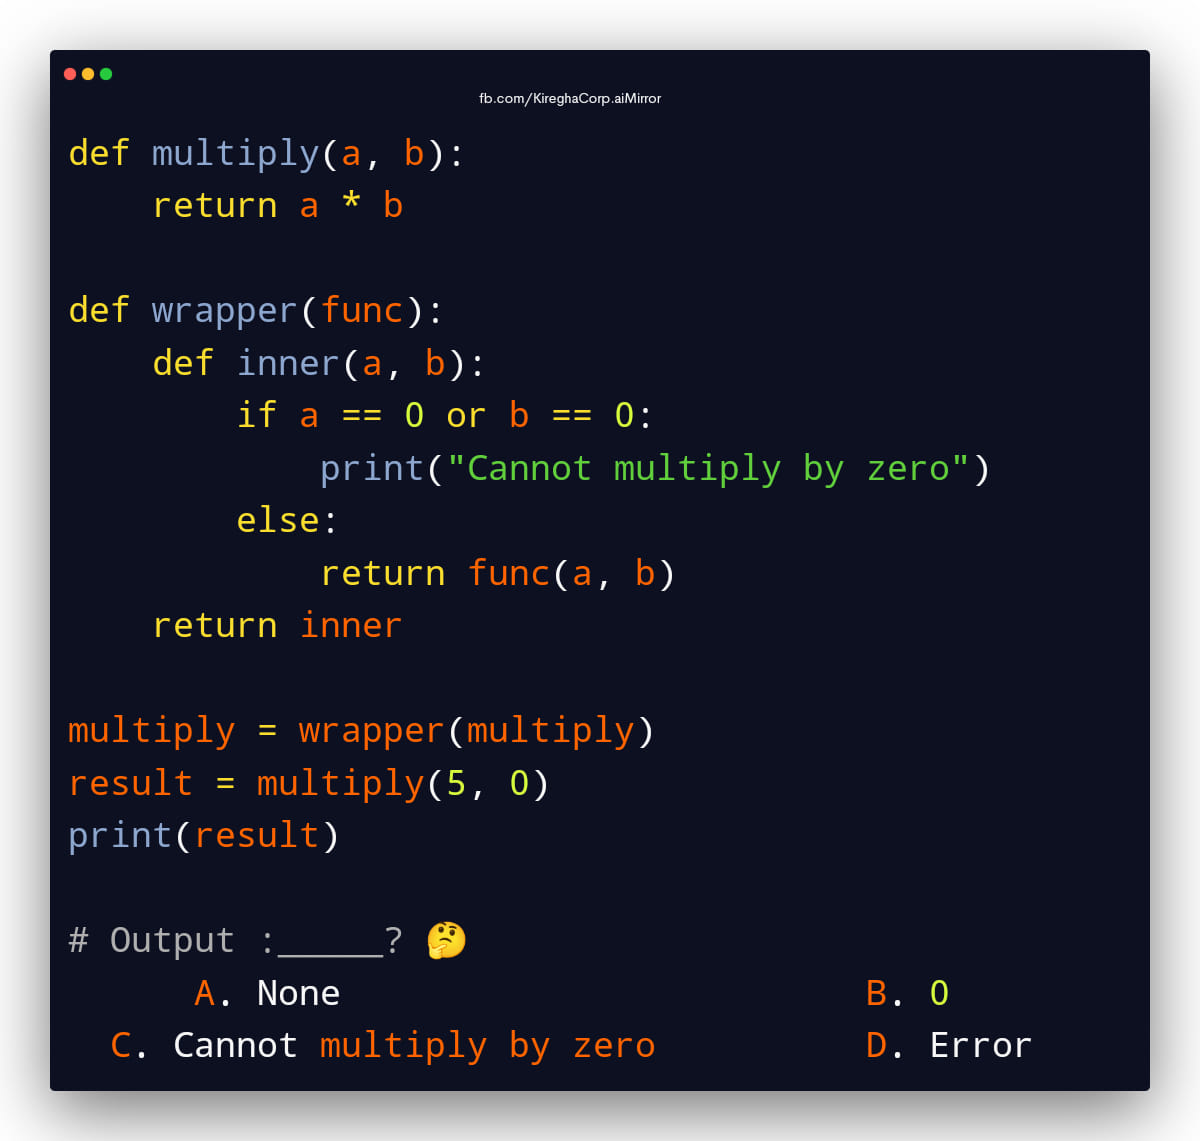 fb.com/KireghaCorp.aiMirror
def multiply(a, b):
    return a * b
def wrapper(func):
    def inner(a, b):
        if a == 0 or b == 0:
            print("Cannot multiply by zero")
        else:
            return func(a, b)
    return inner
multiply = wrapper(multiply)
result = multiply(5, 0)
print(result)
# Output :_____? 🤔
A. None B. 0
C. Cannot multiply by zero D. Error